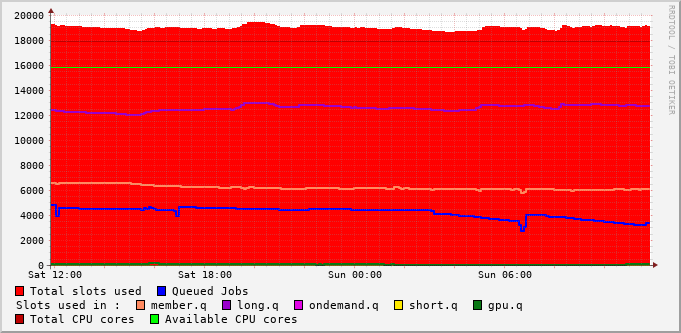 20000
18000
16000
14000
12000
10000
8000
6000
4000
2000
0
Sat 12:00 Sat 18:00 Sun 00:00 Sun 06:00
RRDTOOL / TOBI OETIKER
Total slots used Queued Jobs
Slots used in : member.q long.q ondemand.q short.q gpu.q
Total CPU cores Available CPU cores